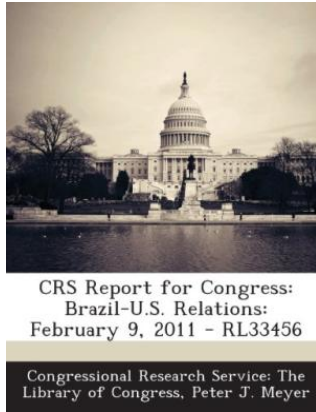 CRS Report for Congress:
Brazil-U.S. Relations:
February 9, 2011 - RL33456
Congressional Research Service: The
Library of Congress, Peter J. Meyer